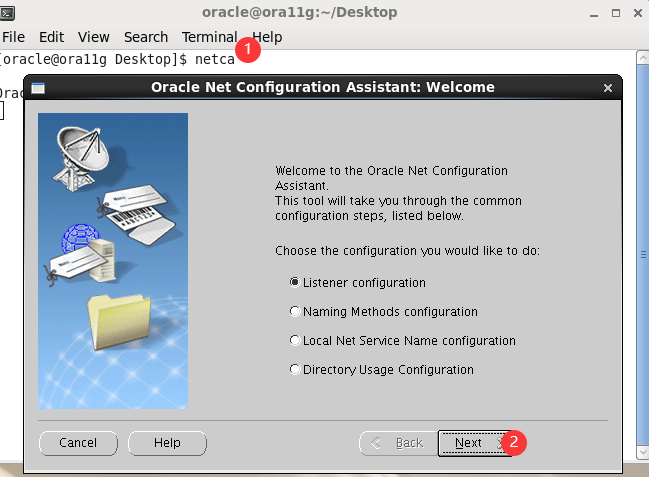 oracle@ora11g:~/Desktop
File Edit View Search Terminal Help
[oracle@ora11g Desktop]$ netca
1
Orac
Oracle Net Configuration Assistant: Welcome
Welcome to the Oracle Net Configuration
Assistant.
This tool will take you through the common
configuration steps, listed below.
Choose the configuration you would like to do:
Listener configuration
Naming Methods configuration
Local Net Service Name configuration
Directory Usage Configuration
Cancel Help Back Next 2